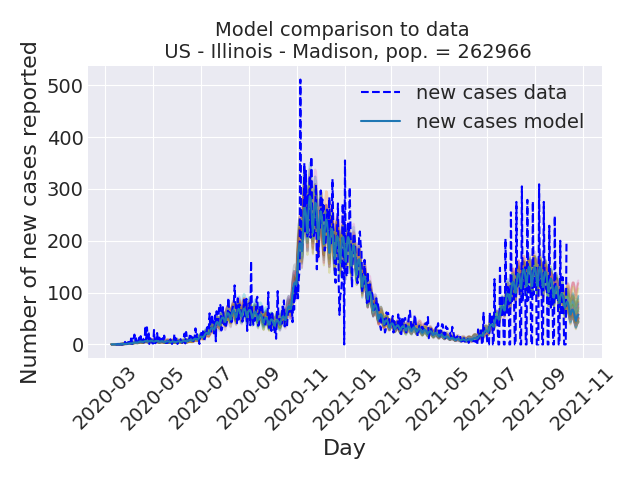 Model comparison to data
US - Illinois - Madison, pop. = 262966
Number of new cases reported
500
400
300
200
100
0
new cases data
new cases model
2020-03
2020-05
2020-07
2020-09
2020-11
2021-01
2021-03
2021-05
2021-07
2021-09
2021-11
Day